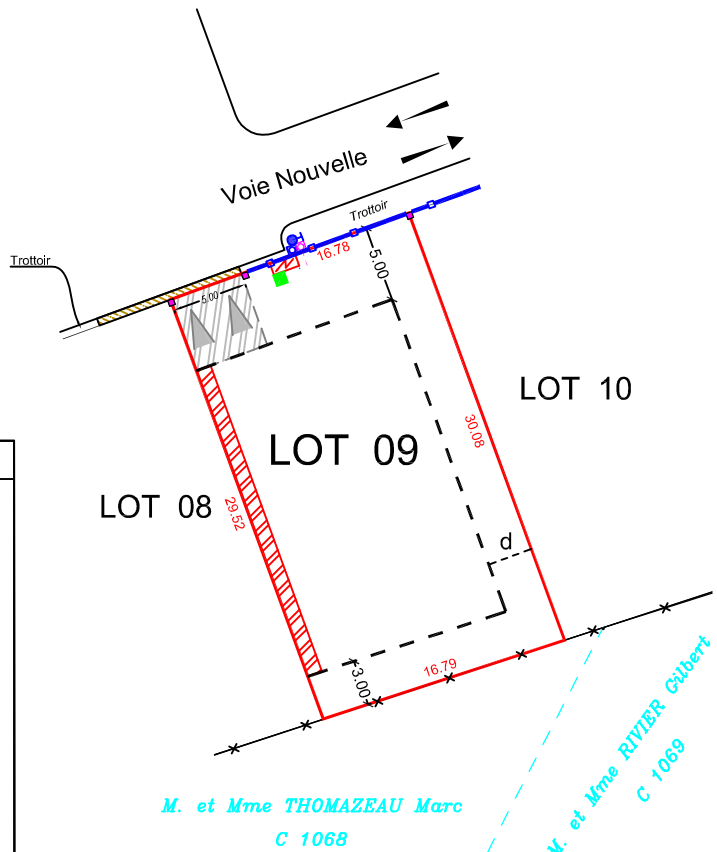 Voie Nouvelle
Trottoir
Trottoir
16.78
5.00
5.00
LOT 10
30.08
LOT 09
LOT 08
29.52
d
3.00
16.79
M. et Mme THOMAZEAU Marc
C 1068
M. et Mme RIVIER Gilbert
C 1069